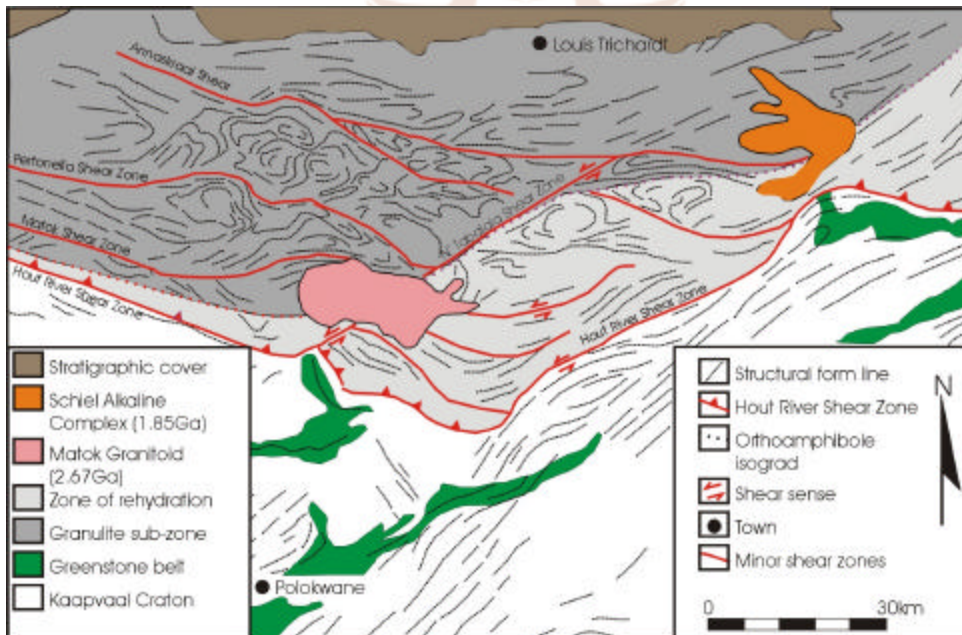 Louis Trichardt
Annaskraal Shear
Petronella Shear Zone
Tabajala Shear Zone
Matok Shear Zone
Hout River Shear Zone
Hout River Shear Zone
Stratigraphic cover
Schiel Alkaline
Complex (1.85Ga)
Matok Granitoid
(2.67Ga)
Zone of rehydration
Granulite sub-zone
Greenstone belt
Kaapvaal Craton
Polokwane
Structural form line
Hout River Shear Zone
Orthoamphibole
isograd
Shear sense
Town
Minor shear zones
N
0
30km